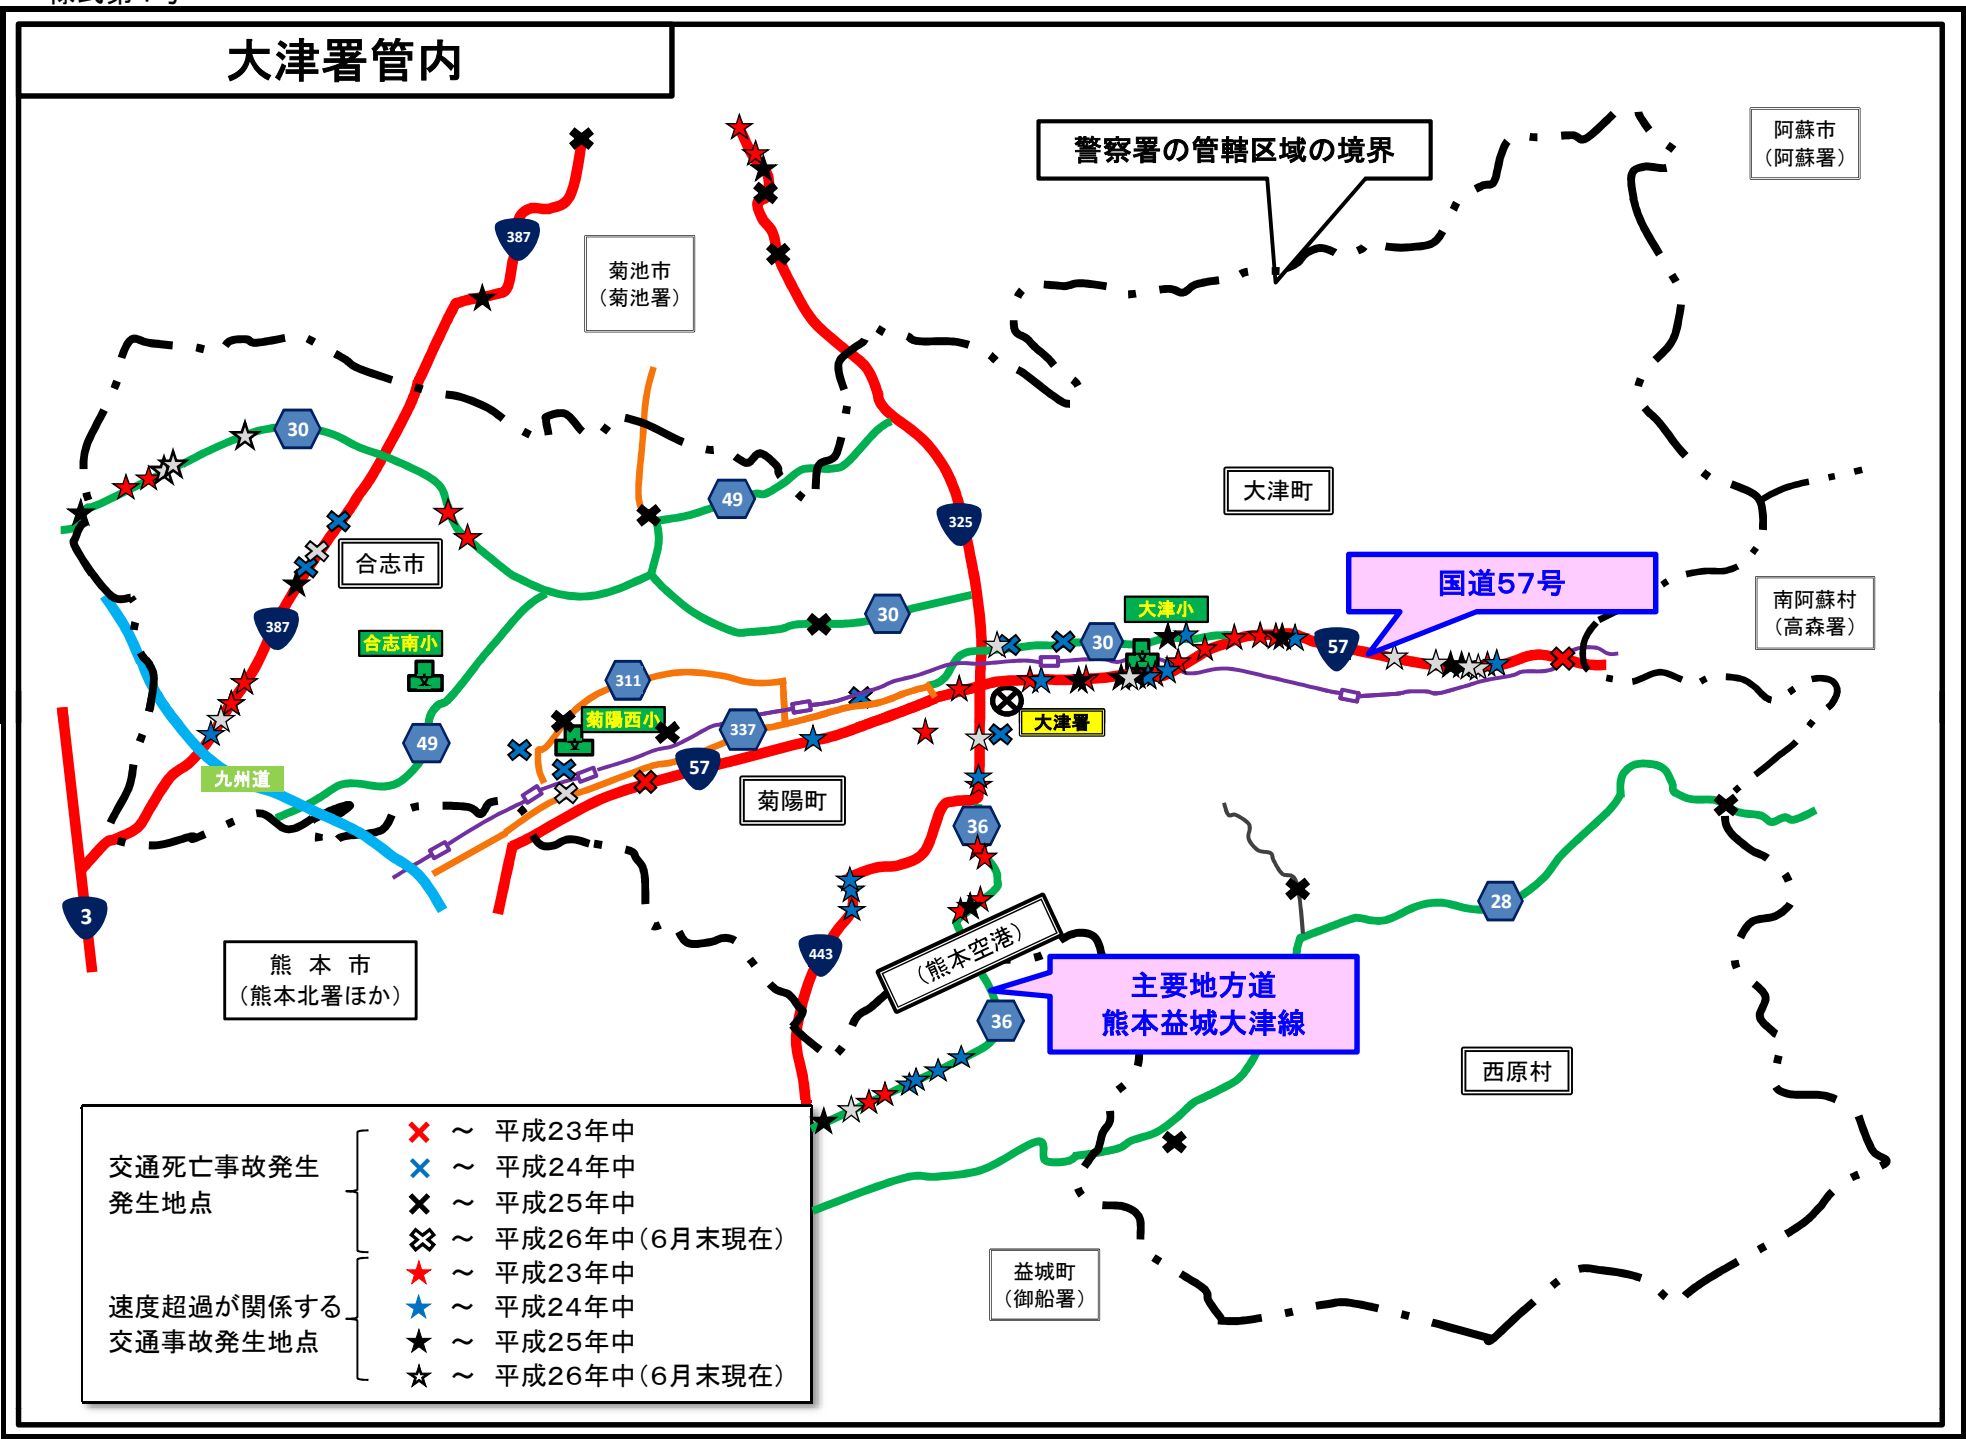 大津署管内
警察署の管轄区域の境界
阿蘇市
（阿蘇署）
387
菊池市
（菊池署）
30
49
325
大津町
合志市
国道57号
387
合志南小
大津小
30
30
57
南阿蘇村
（高森署）
311
菊陽西小
337
大津署
49
57
九州道
菊陽町
36
3
443
28
熊 本 市
（熊本北署ほか）
（熊本空港）
主要地方道
熊本益城大津線
36
西原村
交通死亡事故発生
発生地点
～ 平成23年中
～ 平成24年中
～ 平成25年中
～ 平成26年中（6月末現在）
速度超過が関係する
交通事故発生地点
～ 平成23年中
～ 平成24年中
～ 平成25年中
～ 平成26年中（6月末現在）
益城町
（御船署）